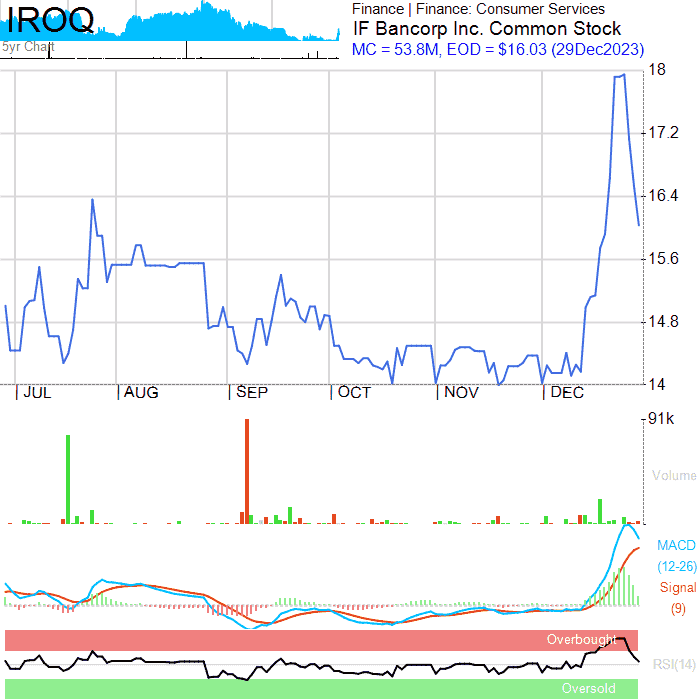 IROQ
5yr Chart
Finance | Finance: Consumer Services
IF Bancorp Inc. Common Stock
MC = 53.8M, EOD = $16.03 (29Dec2023)
18
17.2
16.4
15.6
14.8
14
JUL
AUG
SEP
OCT
NOV
DEC
91k
Volume
MACD
(12-26)
Signal
(9)
Overbought
RSI(14)
Oversold